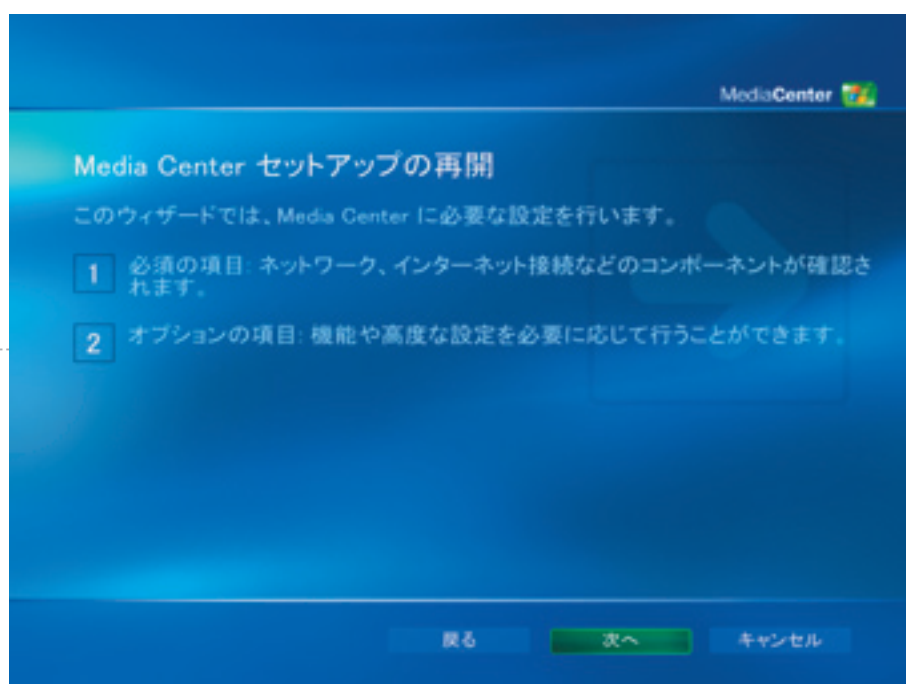 MediaCenter
Media Center セットアップの再開
このウィザードでは、Media Center に必要な設定を行います。
1 必須の項目: ネットワーク、インターネット接続などのコンポーネントが確認さ
れます。
2 オプションの項目: 機能や高度な設定を必要に応じて行うことができます。
戻る 次へ キャンセル